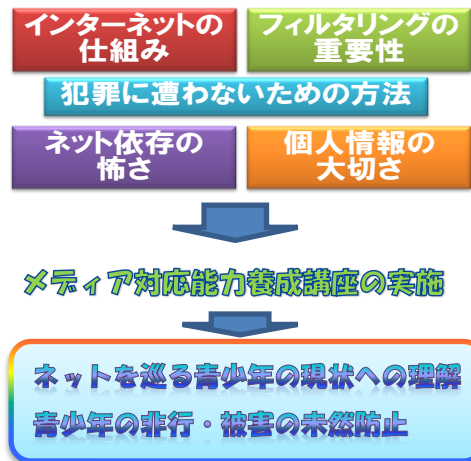 インターネットの
仕組み
フィルタリングの
重要性
犯罪に遭わないための方法
ネット依存の
怖さ
個人情報の
大切さ
メディア対応能力養成講座の実施
ネットを巡る青少年の現状への理解
青少年の非行・被害の未然防止